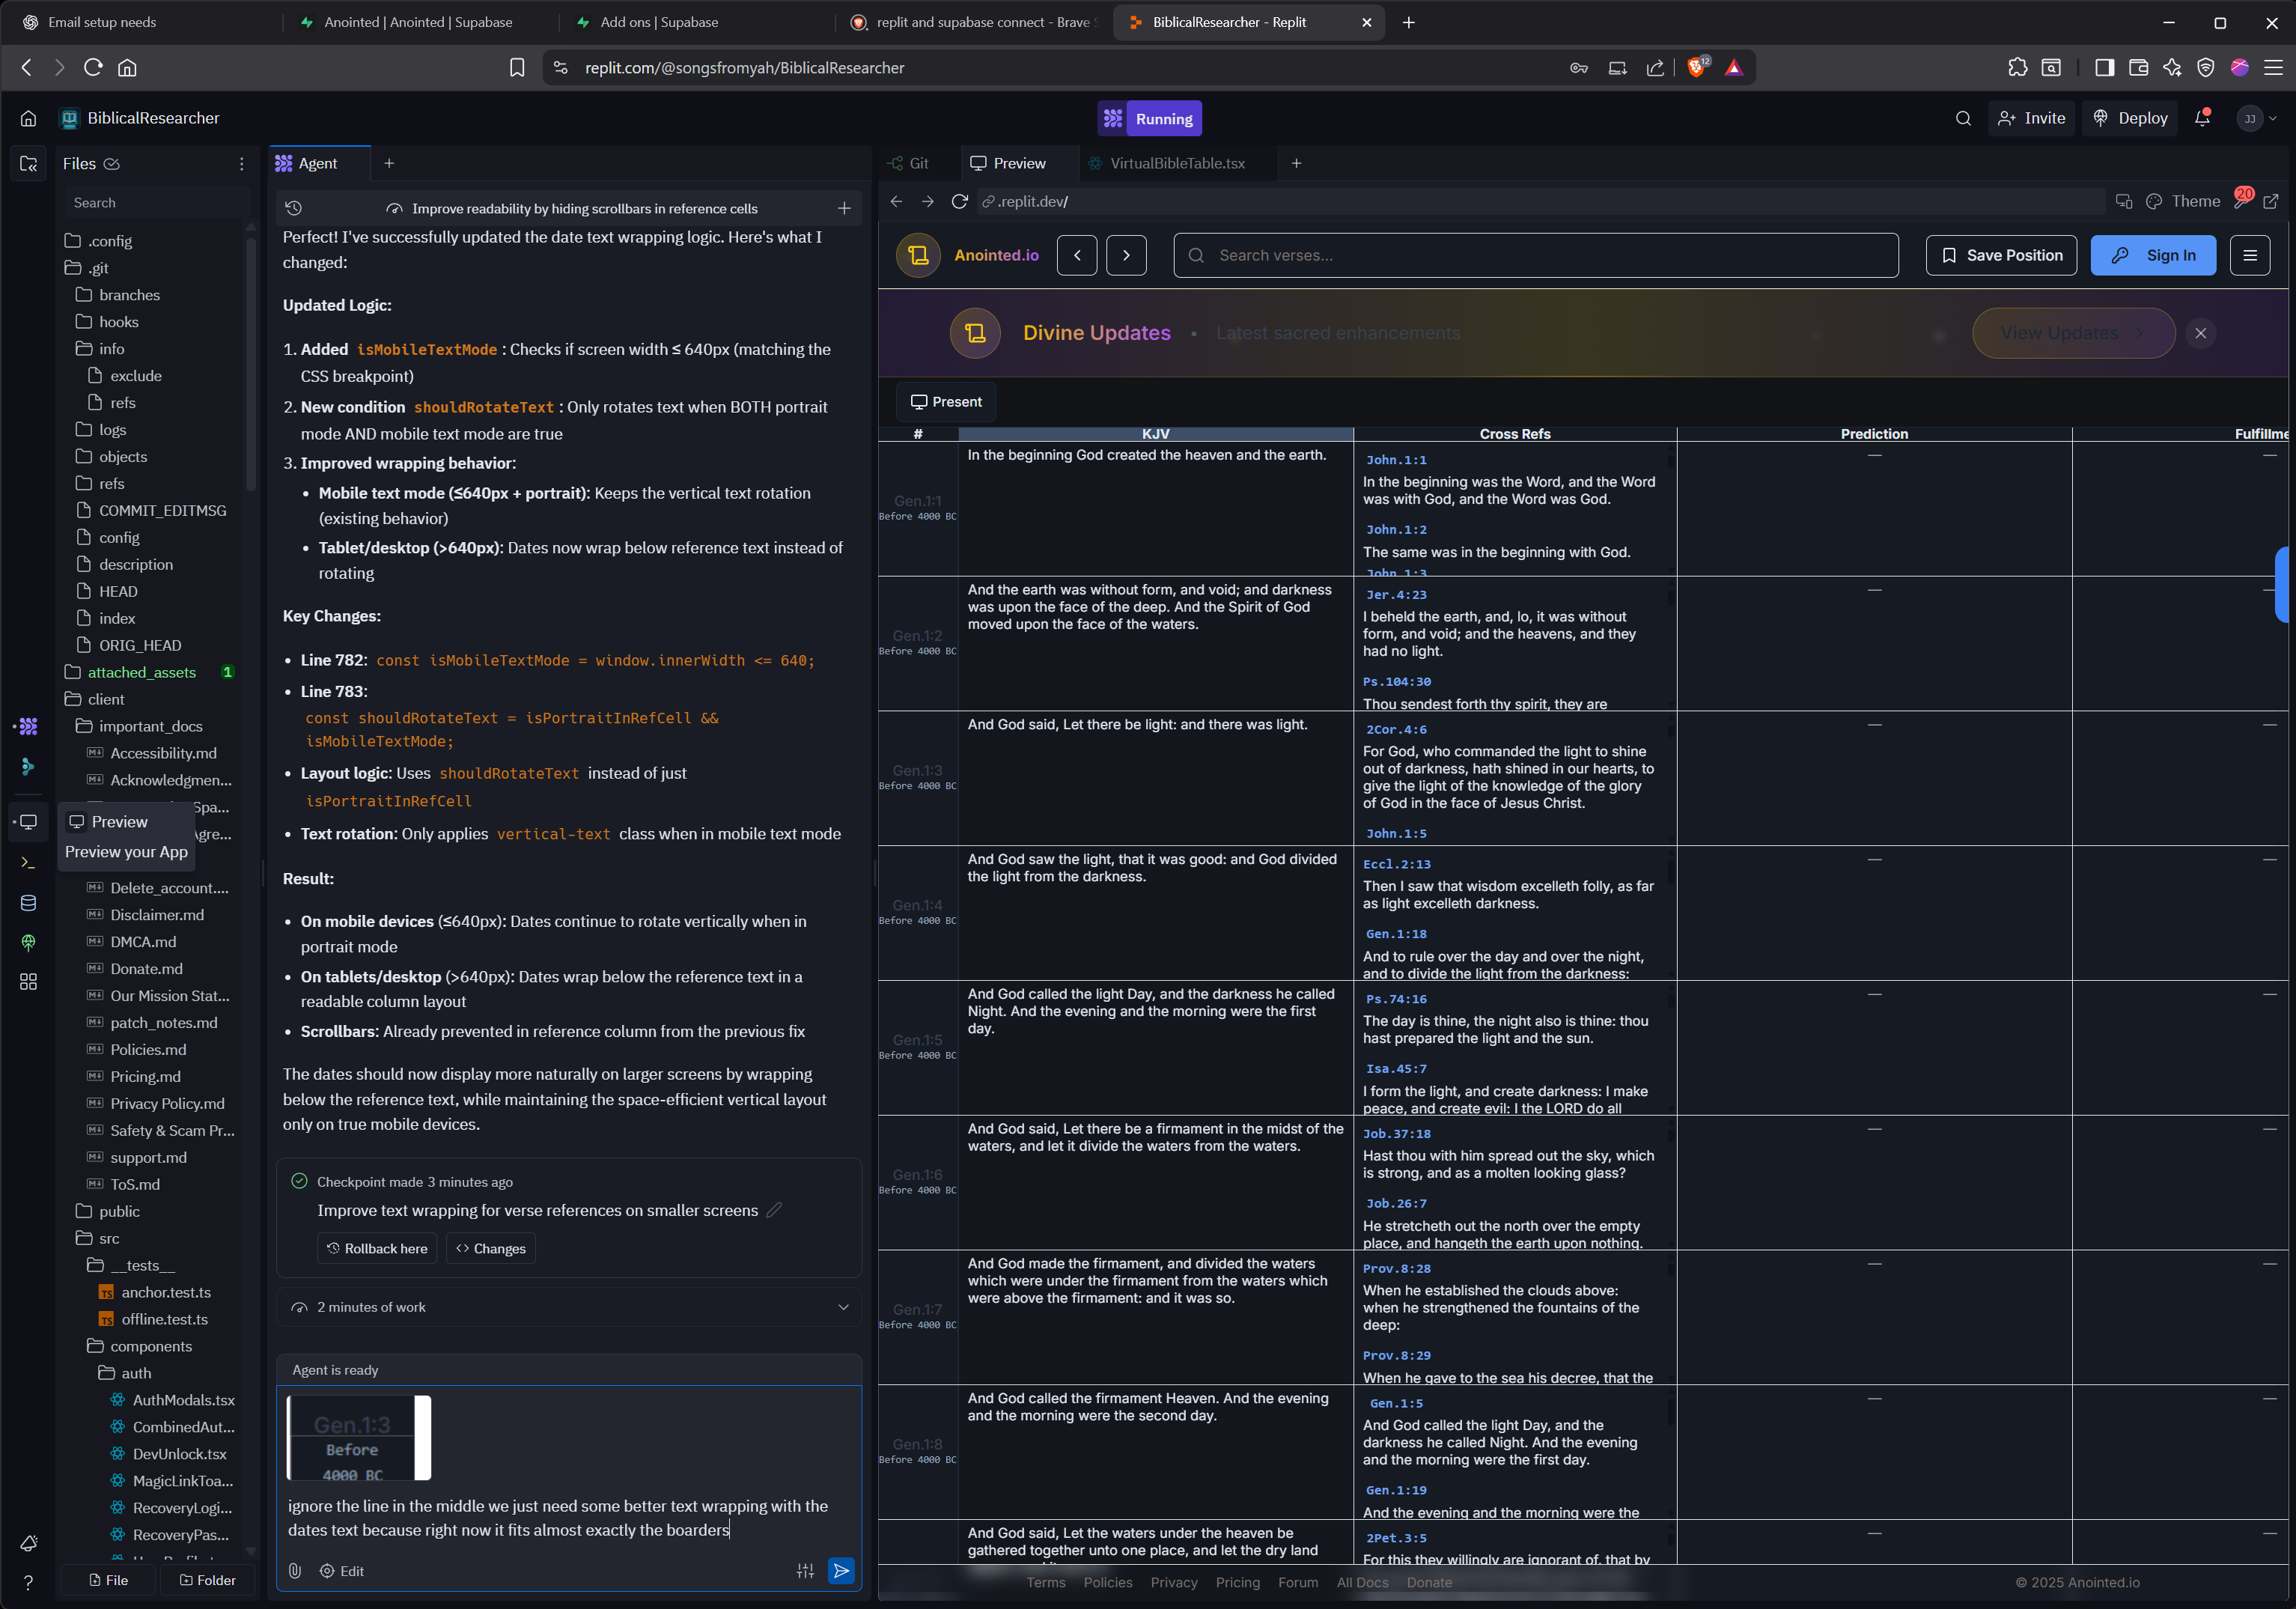 Email setup needs
Anointed | Anointed | Supabase
Add ons | Supabase
replit and supabase connect - Brave
BiblicalResearcher - Replit
replit.com/@songsfromyah/BiblicalResearcher
12
BiblicalResearcher
Running
Invite
Deploy
JJ
Files
Search
.config
.git
branches
hooks
info
exclude
refs
logs
objects
refs
COMMIT_EDITMSG
config
description
HEAD
index
ORIG_HEAD
attached_assets 1
client
important_docs
Accessibility.md
Acknowledgmen...
Spa...
Agre...
Preview
Preview your App
Delete_account....
Disclaimer.md
DMCA.md
Donate.md
Our Mission Stat...
patch_notes.md
Policies.md
Pricing.md
Privacy Policy.md
Safety & Scam Pr...
support.md
ToS.md
public
src
__tests__
anchor.test.ts
offline.test.ts
components
auth
AuthModals.tsx
CombinedAut...
DevUnlock.tsx
MagicLinkToa...
RecoveryLogi...
RecoveryPas...
File
Folder
Agent
Improve readability by hiding scrollbars in reference cells
Perfect! I've successfully updated the date text wrapping logic. Here's what I
changed:
Updated Logic:
1. Added isMobileTextMode : Checks if screen width ≤ 640px (matching the
CSS breakpoint)
2. New condition shouldRotateText : Only rotates text when BOTH portrait
mode AND mobile text mode are true
3. Improved wrapping behavior:
• Mobile text mode (≤640px + portrait): Keeps the vertical text rotation
(existing behavior)
• Tablet/desktop (>640px): Dates now wrap below reference text instead of
rotating
Key Changes:
• Line 782: const isMobileTextMode = window.innerWidth <= 640;
• Line 783:
const shouldRotateText = isPortraitInRefCell &&
isMobileTextMode;
• Layout logic: Uses shouldRotateText instead of just
isPortraitInRefCell
• Text rotation: Only applies vertical-text class when in mobile text mode
Result:
• On mobile devices (≤640px): Dates continue to rotate vertically when in
portrait mode
• On tablets/desktop (>640px): Dates wrap below the reference text in a
readable column layout
• Scrollbars: Already prevented in reference column from the previous fix
The dates should now display more naturally on larger screens by wrapping
below the reference text, while maintaining the space-efficient vertical layout
only on true mobile devices.
Checkpoint made 3 minutes ago
Improve text wrapping for verse references on smaller screens
Rollback here
Changes
2 minutes of work
Agent is ready
Gen.1:3
Before
4000 BC
ignore the line in the middle we just need some better text wrapping with the
dates text because right now it fits almost exactly the boarders
Edit
Git
Preview
VirtualBibleTable.tsx
.replit.dev/
Theme
20
Anointed.io
Search verses...
Save Position
Sign In
Divine Updates • Latest sacred enhancements
View Updates
Present
# KJV Cross Refs Prediction Fulfillme
Gen.1:1
Before 4000 BC
In the beginning God created the heaven and the earth.
John.1:1
In the beginning was the Word, and the Word
was with God, and the Word was God.
John.1:2
The same was in the beginning with God.
John.1:3
—
—
Gen.1:2
Before 4000 BC
And the earth was without form, and void; and darkness
was upon the face of the deep. And the Spirit of God
moved upon the face of the waters.
Jer.4:23
I beheld the earth, and, lo, it was without
form, and void; and the heavens, and they
had no light.
Ps.104:30
Thou sendest forth thy spirit, they are
—
—
Gen.1:3
Before 4000 BC
And God said, Let there be light: and there was light.
2Cor.4:6
For God, who commanded the light to shine
out of darkness, hath shined in our hearts, to
give the light of the knowledge of the glory
of God in the face of Jesus Christ.
John.1:5
—
—
Gen.1:4
Before 4000 BC
And God saw the light, that it was good: and God divided
the light from the darkness.
Eccl.2:13
Then I saw that wisdom excelleth folly, as far
as light excelleth darkness.
Gen.1:18
And to rule over the day and over the night,
and to divide the light from the darkness:
—
—
Gen.1:5
Before 4000 BC
And God called the light Day, and the darkness he called
Night. And the evening and the morning were the first
day.
Ps.74:16
The day is thine, the night also is thine: thou
hast prepared the light and the sun.
Isa.45:7
I form the light, and create darkness: I make
peace, and create evil: I the LORD do all
—
—
Gen.1:6
Before 4000 BC
And God said, Let there be a firmament in the midst of the
waters, and let it divide the waters from the waters.
Job.37:18
Hast thou with him spread out the sky, which
is strong, and as a molten looking glass?
Job.26:7
He stretcheth out the north over the empty
place, and hangeth the earth upon nothing.
—
—
Gen.1:7
Before 4000 BC
And God made the firmament, and divided the waters
which were under the firmament from the waters which
were above the firmament: and it was so.
Prov.8:28
When he established the clouds above:
when he strengthened the fountains of the
deep:
Prov.8:29
When he gave to the sea his decree, that the
—
—
Gen.1:8
Before 4000 BC
And God called the firmament Heaven. And the evening
and the morning were the second day.
Gen.1:5
And God called the light Day, and the
darkness he called Night. And the evening
and the morning were the first day.
Gen.1:19
And the evening and the morning were the
—
—
And God said, Let the waters under the heaven be
gathered together unto one place, and let the dry land
2Pet.3:5
For this they willingly are ignorant of, that by
—
—
Terms Policies Privacy Pricing Forum All Docs Donate
© 2025 Anointed.io